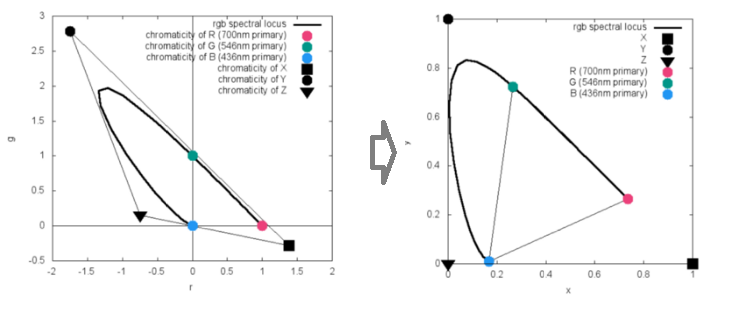 rgb spectral locus
chromaticity of R (700nm primary)
chromaticity of G (546nm primary)
chromaticity of B (436nm primary)
chromaticity of X
chromaticity of Y
chromaticity of Z
3
2.5
2
1.5
1
0.5
0
-0.5
g
-2
-1.5
-1
-0.5
0
0.5
1
1.5
2
r
rgb spectral locus
X
Y
Z
R (700nm primary)
G (546nm primary)
B (436nm primary)
1
0.8
0.6
0.4
0.2
0
y
0
0.2
0.4
0.6
0.8
1
x